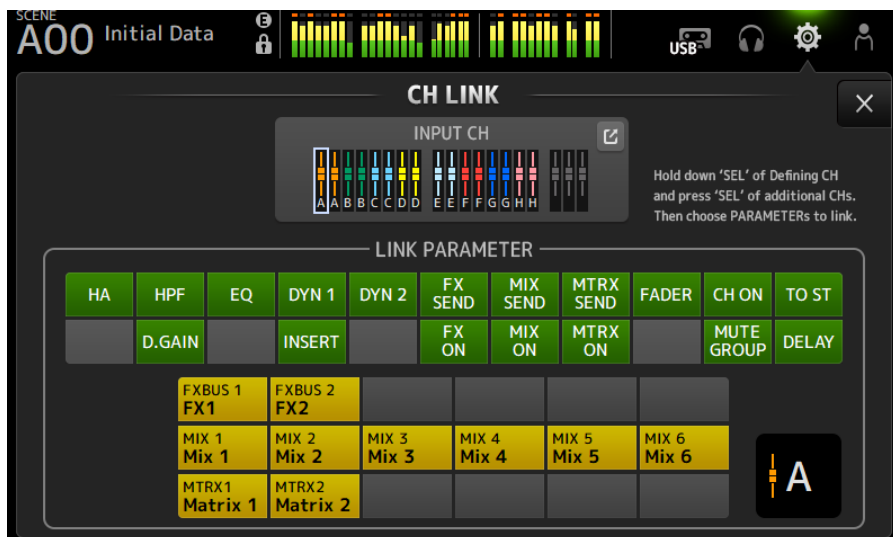 SCENE
A00 Initial Data
E
USB
CH LINK
INPUT CH
A A B B C C D D E E F F G G H H
Hold down ‘SEL’ of Defining CH
and press ‘SEL’ of additional CHs.
Then choose PARAMETERs to link.
LINK PARAMETER
HA HPF EQ DYN 1 DYN 2 FX SEND MIX SEND MTRX SEND FADER CH ON TO ST
D.GAIN INSERT FX ON MIX ON MTRX ON MUTE GROUP DELAY
FXBUS 1 FXBUS 2
FX1 FX2
MIX 1 MIX 2 MIX 3 MIX 4 MIX 5 MIX 6
Mix 1 Mix 2 Mix 3 Mix 4 Mix 5 Mix 6
MTRX1 MTRX2
Matrix 1 Matrix 2
A